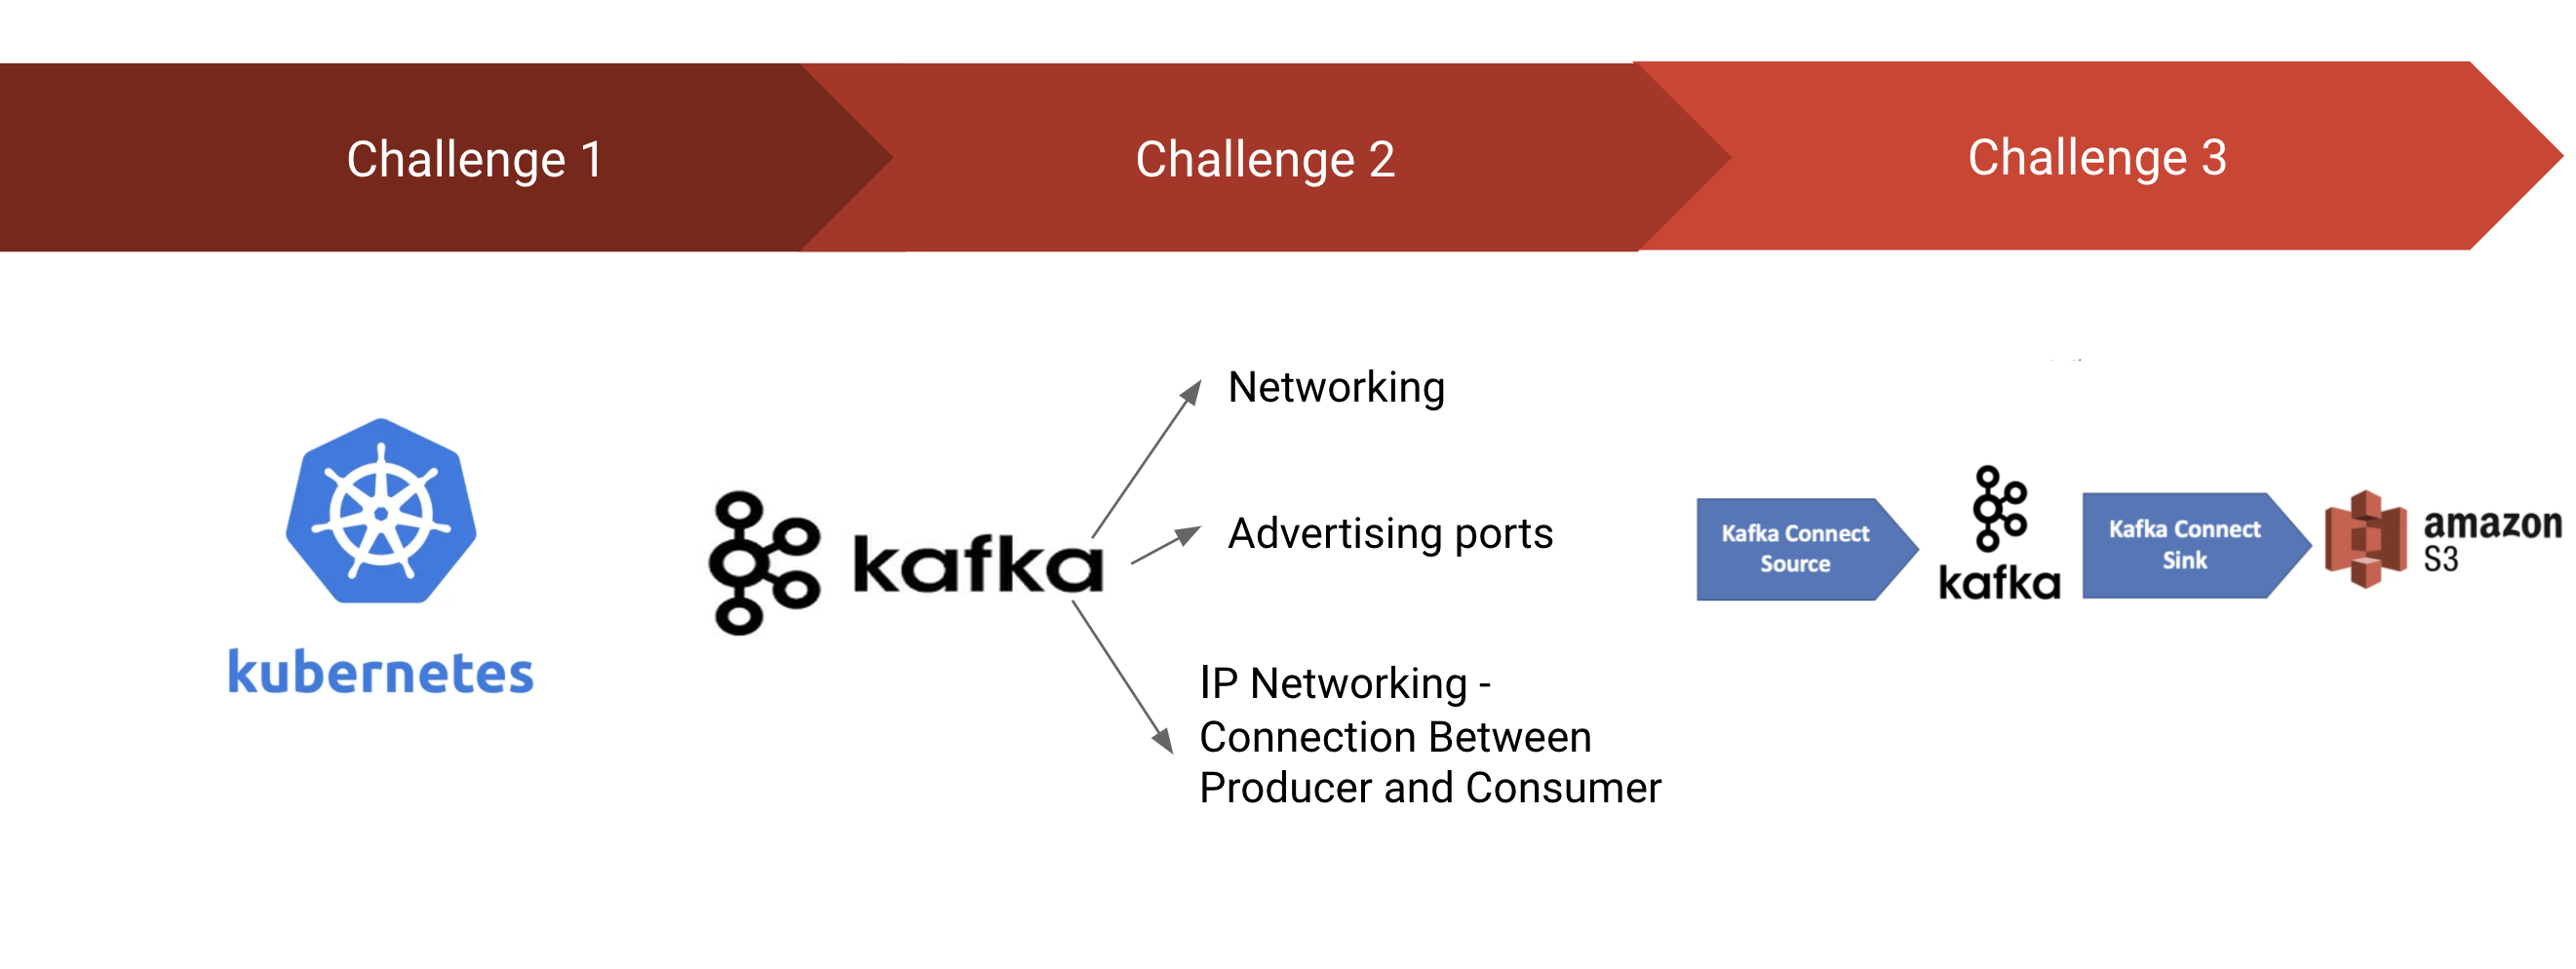 Challenge 1
Challenge 2
Challenge 3
kubernetes
kafka
Networking
Advertising ports
IP Networking -
Connection Between
Producer and Consumer
Kafka Connect
Source
kafka
Kafka Connect
Sink
amazon
S3